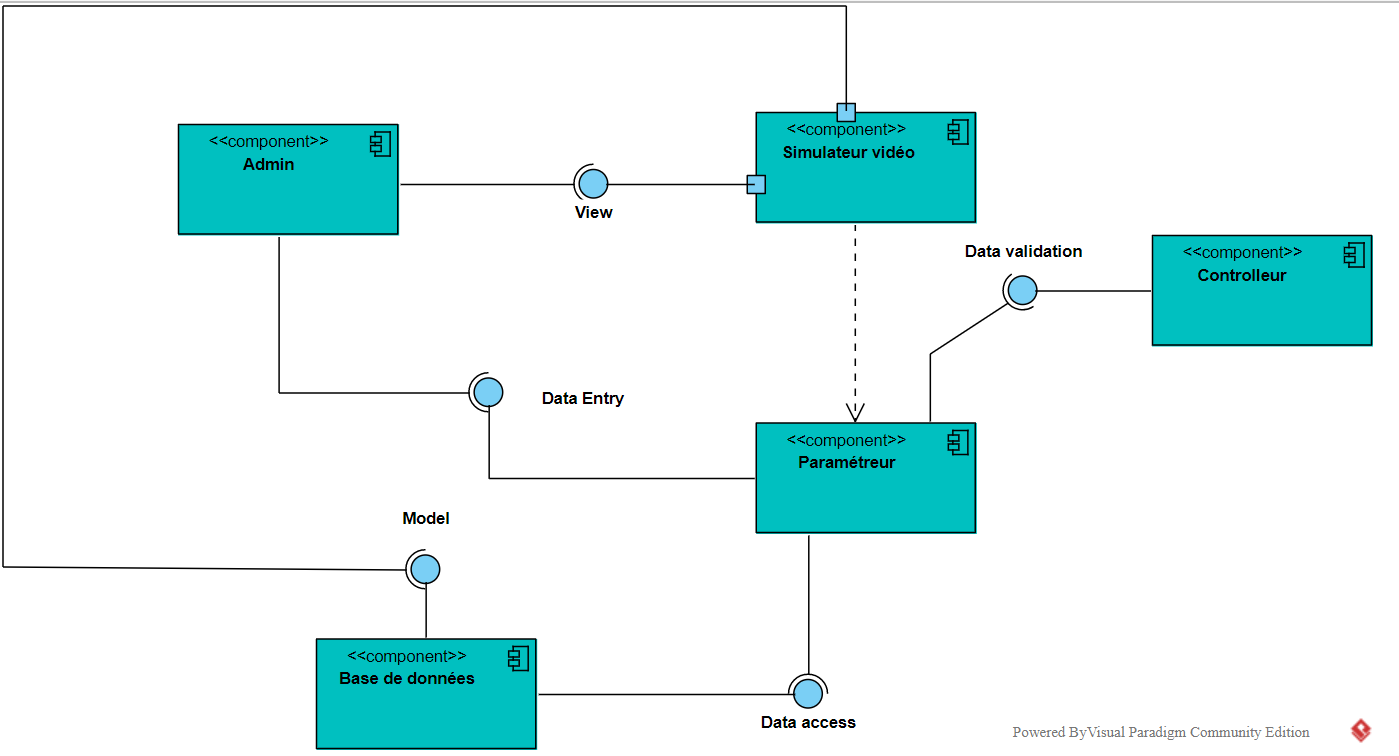 <<component>>
Admin
<<component>>
Simulateur vidéo
View
Data validation
<<component>>
Controlleur
Data Entry
<<component>>
Paramétreur
Model
<<component>>
Base de données
Data access
Powered ByVisual Paradigm Community Edition